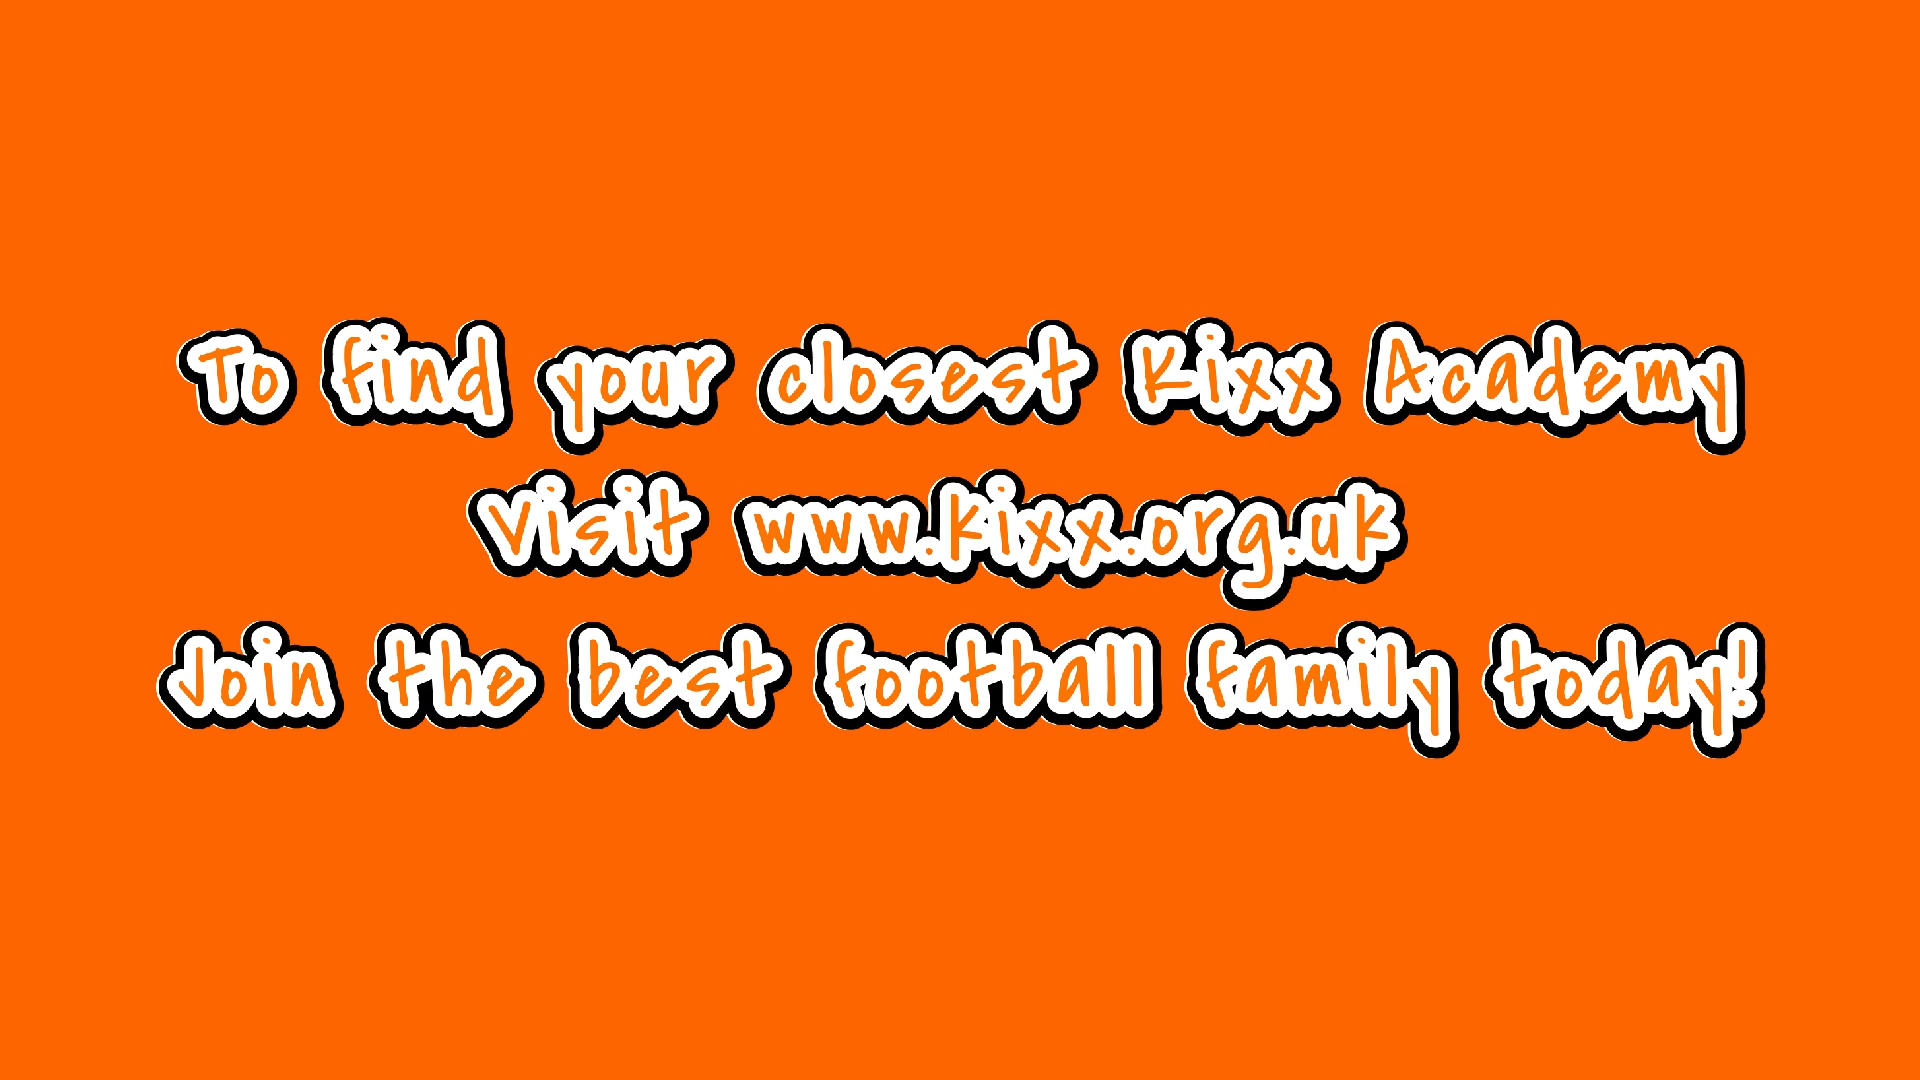 To find your closest Kixx Academy
Visit www.kixx.org.uk
Join the best football family today!